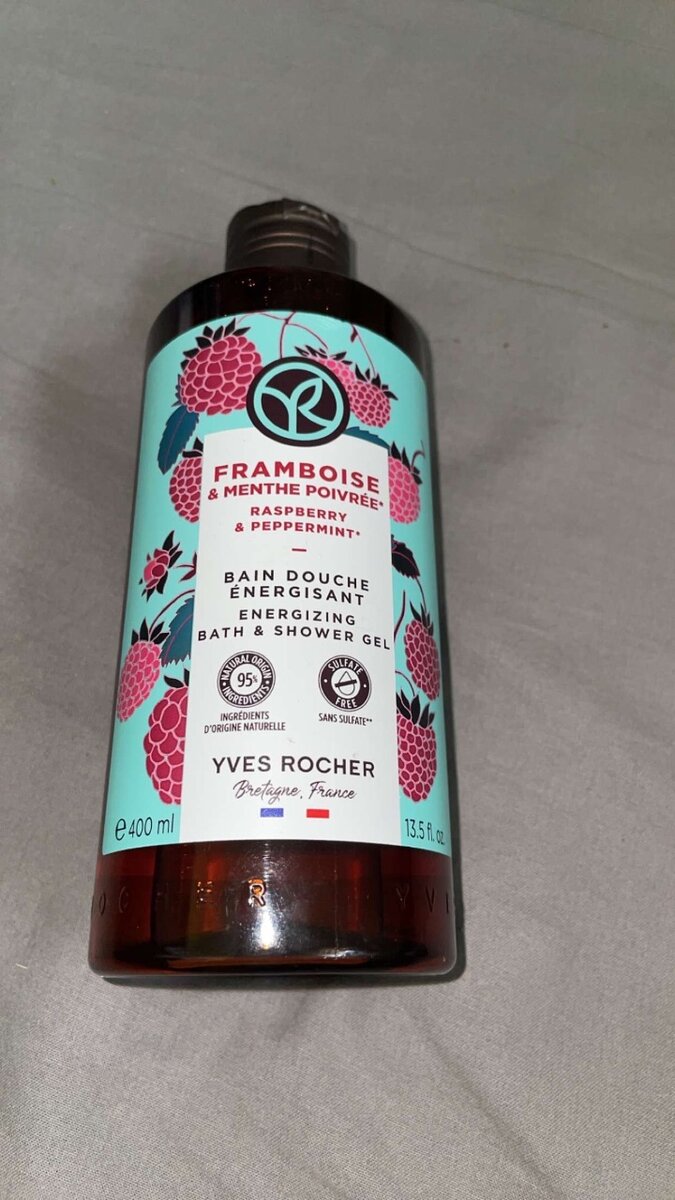 YR
FRAMBOISE
& MENTHE POIVRÉE*
RASPBERRY
& PEPPERMINT*
–
BAIN DOUCHE
ÉNERGISANT
ENERGIZING
BATH & SHOWER GEL
NATURAL ORIGIN
95%
INGREDIENTS
INGRÉDIENTS
D'ORIGINE NATURELLE
SULFATE
FREE
SANS SULFATE**
YVES ROCHER
Bretagne, France
e 400 ml
13.5 fl. oz.